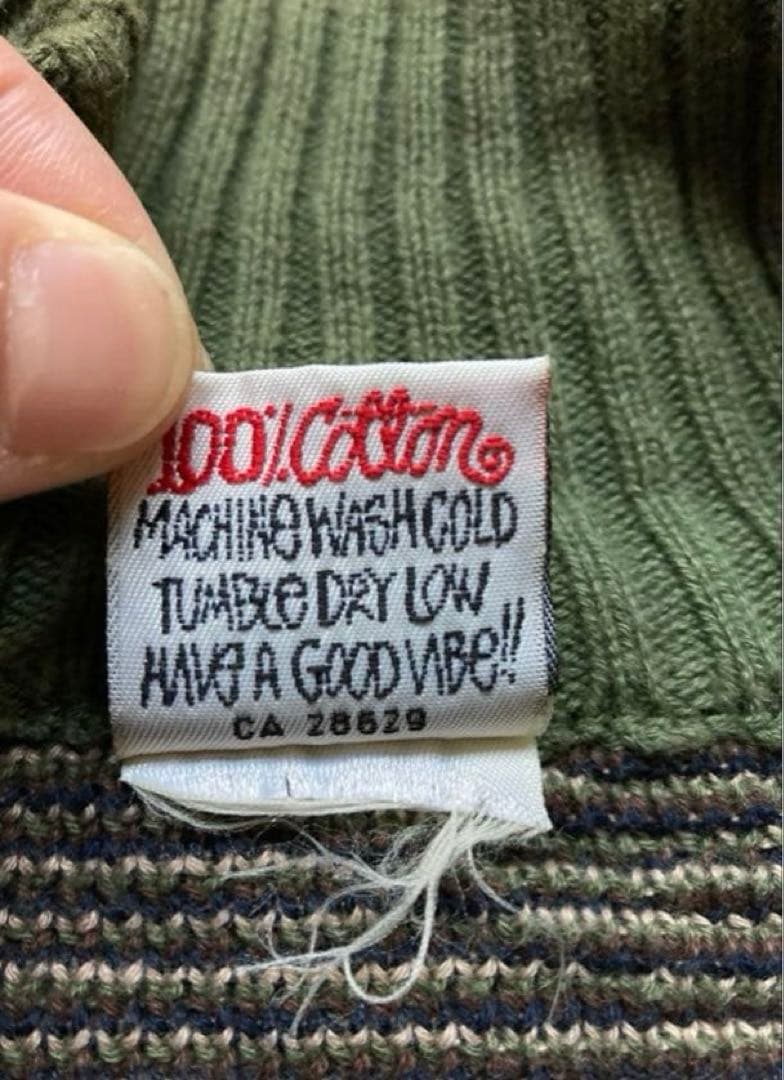 100% Cotton
MACHINe WASH COLD
TUMBLe DRY LOW
HAVe A GOOD VIBe!!
CA 28629